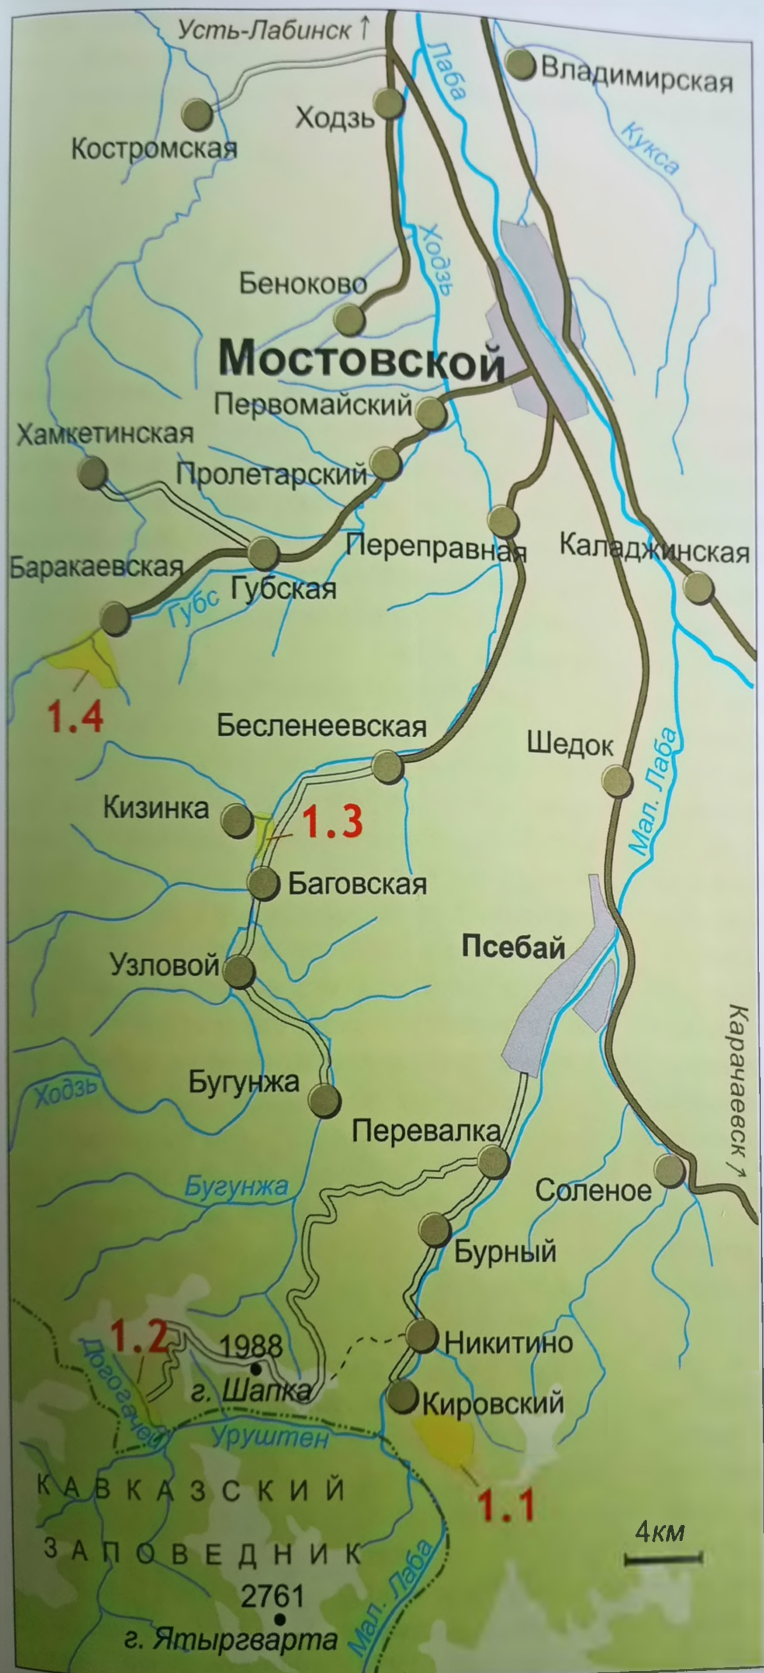 Усть-Лабинск ↑
Лаба
Владимирская
Ходзь
Костромская
Кукса
Ходзь
Беноково
Мостовской
Первомайский
Хамкетинская
Пролетарский
Переправная
Каладжинская
Баракаевская
Губская
Губс
1.4
Бесленеевская
Шедок
Мал. Лаба
Кизинка
1.3
Баговская
Псебай
Узловой
Карачаевск ↑
Бугунжа
Ходзь
Перевалка
Бугунжа
Соленое
Бурный
1.2
1988
Никитино
г. Шапка
Кировский
Уруштен
КАВКАЗСКИЙ
1.1
ЗАПОВЕДНИК
4км
2761
Мал. Лаба
г. Ятыргварта